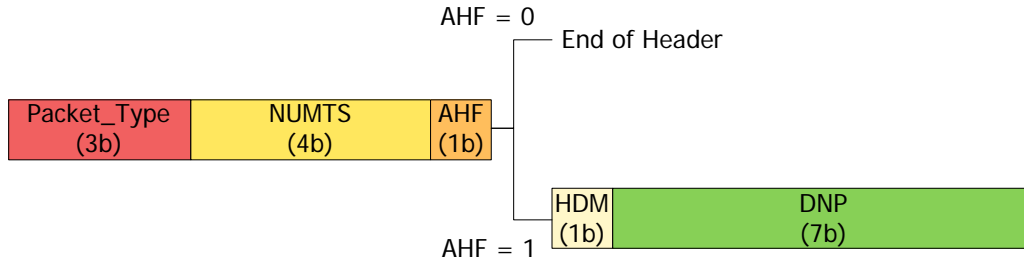 AHF = 0
End of Header
Packet_Type
(3b)
NUMTS
(4b)
AHF
(1b)
HDM
(1b)
DNP
(7b)
AHF = 1